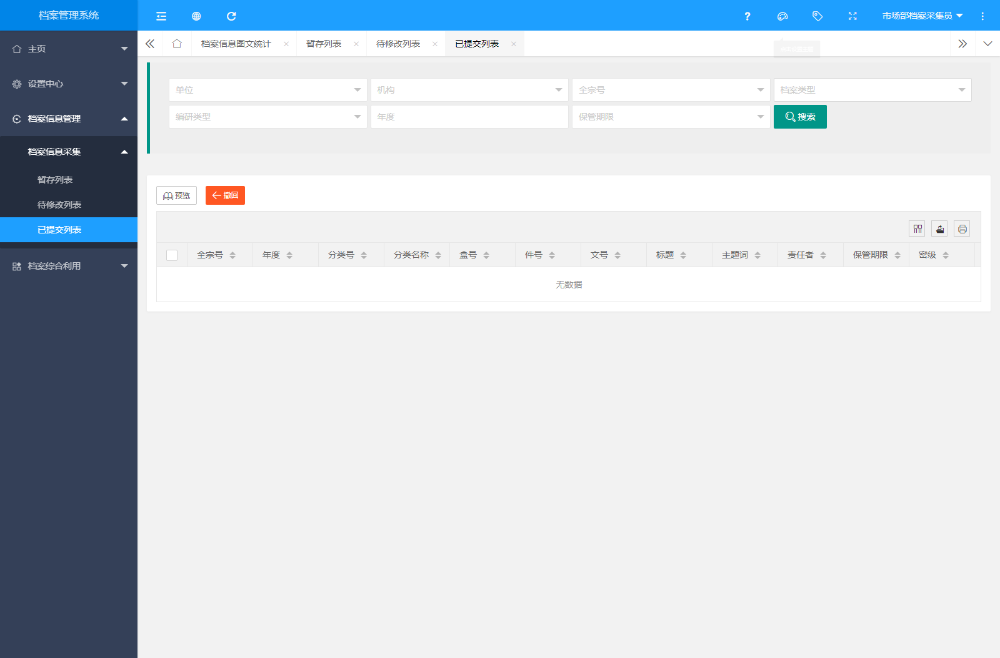 档案管理系统
?
市场部档案采集员
主页
设置中心
档案信息管理
档案信息采集
暂存列表
待修改列表
已提交列表
档案综合利用
档案信息图文统计
暂存列表
待修改列表
已提交列表
单位
机构
全宗号
档案类型
编研类型
年度
保管期限
搜索
预览
撤回
全宗号 年度 分类号 分类名称 盒号 件号 文号 标题 主题词 责任者 保管期限 密级
无数据